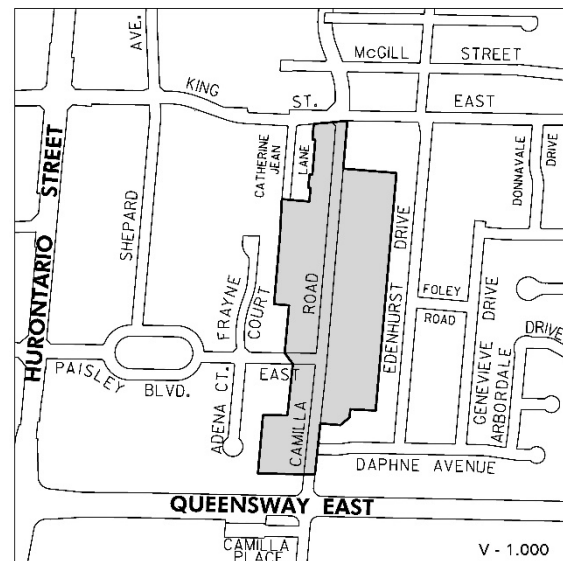 AVE.
McGILL STREET
KING ST. EAST
CATHERINE
JEAN
LANE
DONNAVALE
DRIVE
HURONTARIO STREET
SHEPARD
FRAYNE
COURT
ROAD
EDENHURST DRIVE
FOLEY
ROAD
GENEVIEVE DRIVE
ARBORDALE DRIVE
PAISLEY BLVD. EAST
ADENA CT.
CAMILLA
DAPHNE AVENUE
QUEENSWAY EAST
CAMILLA
PLACE
V - 1.000